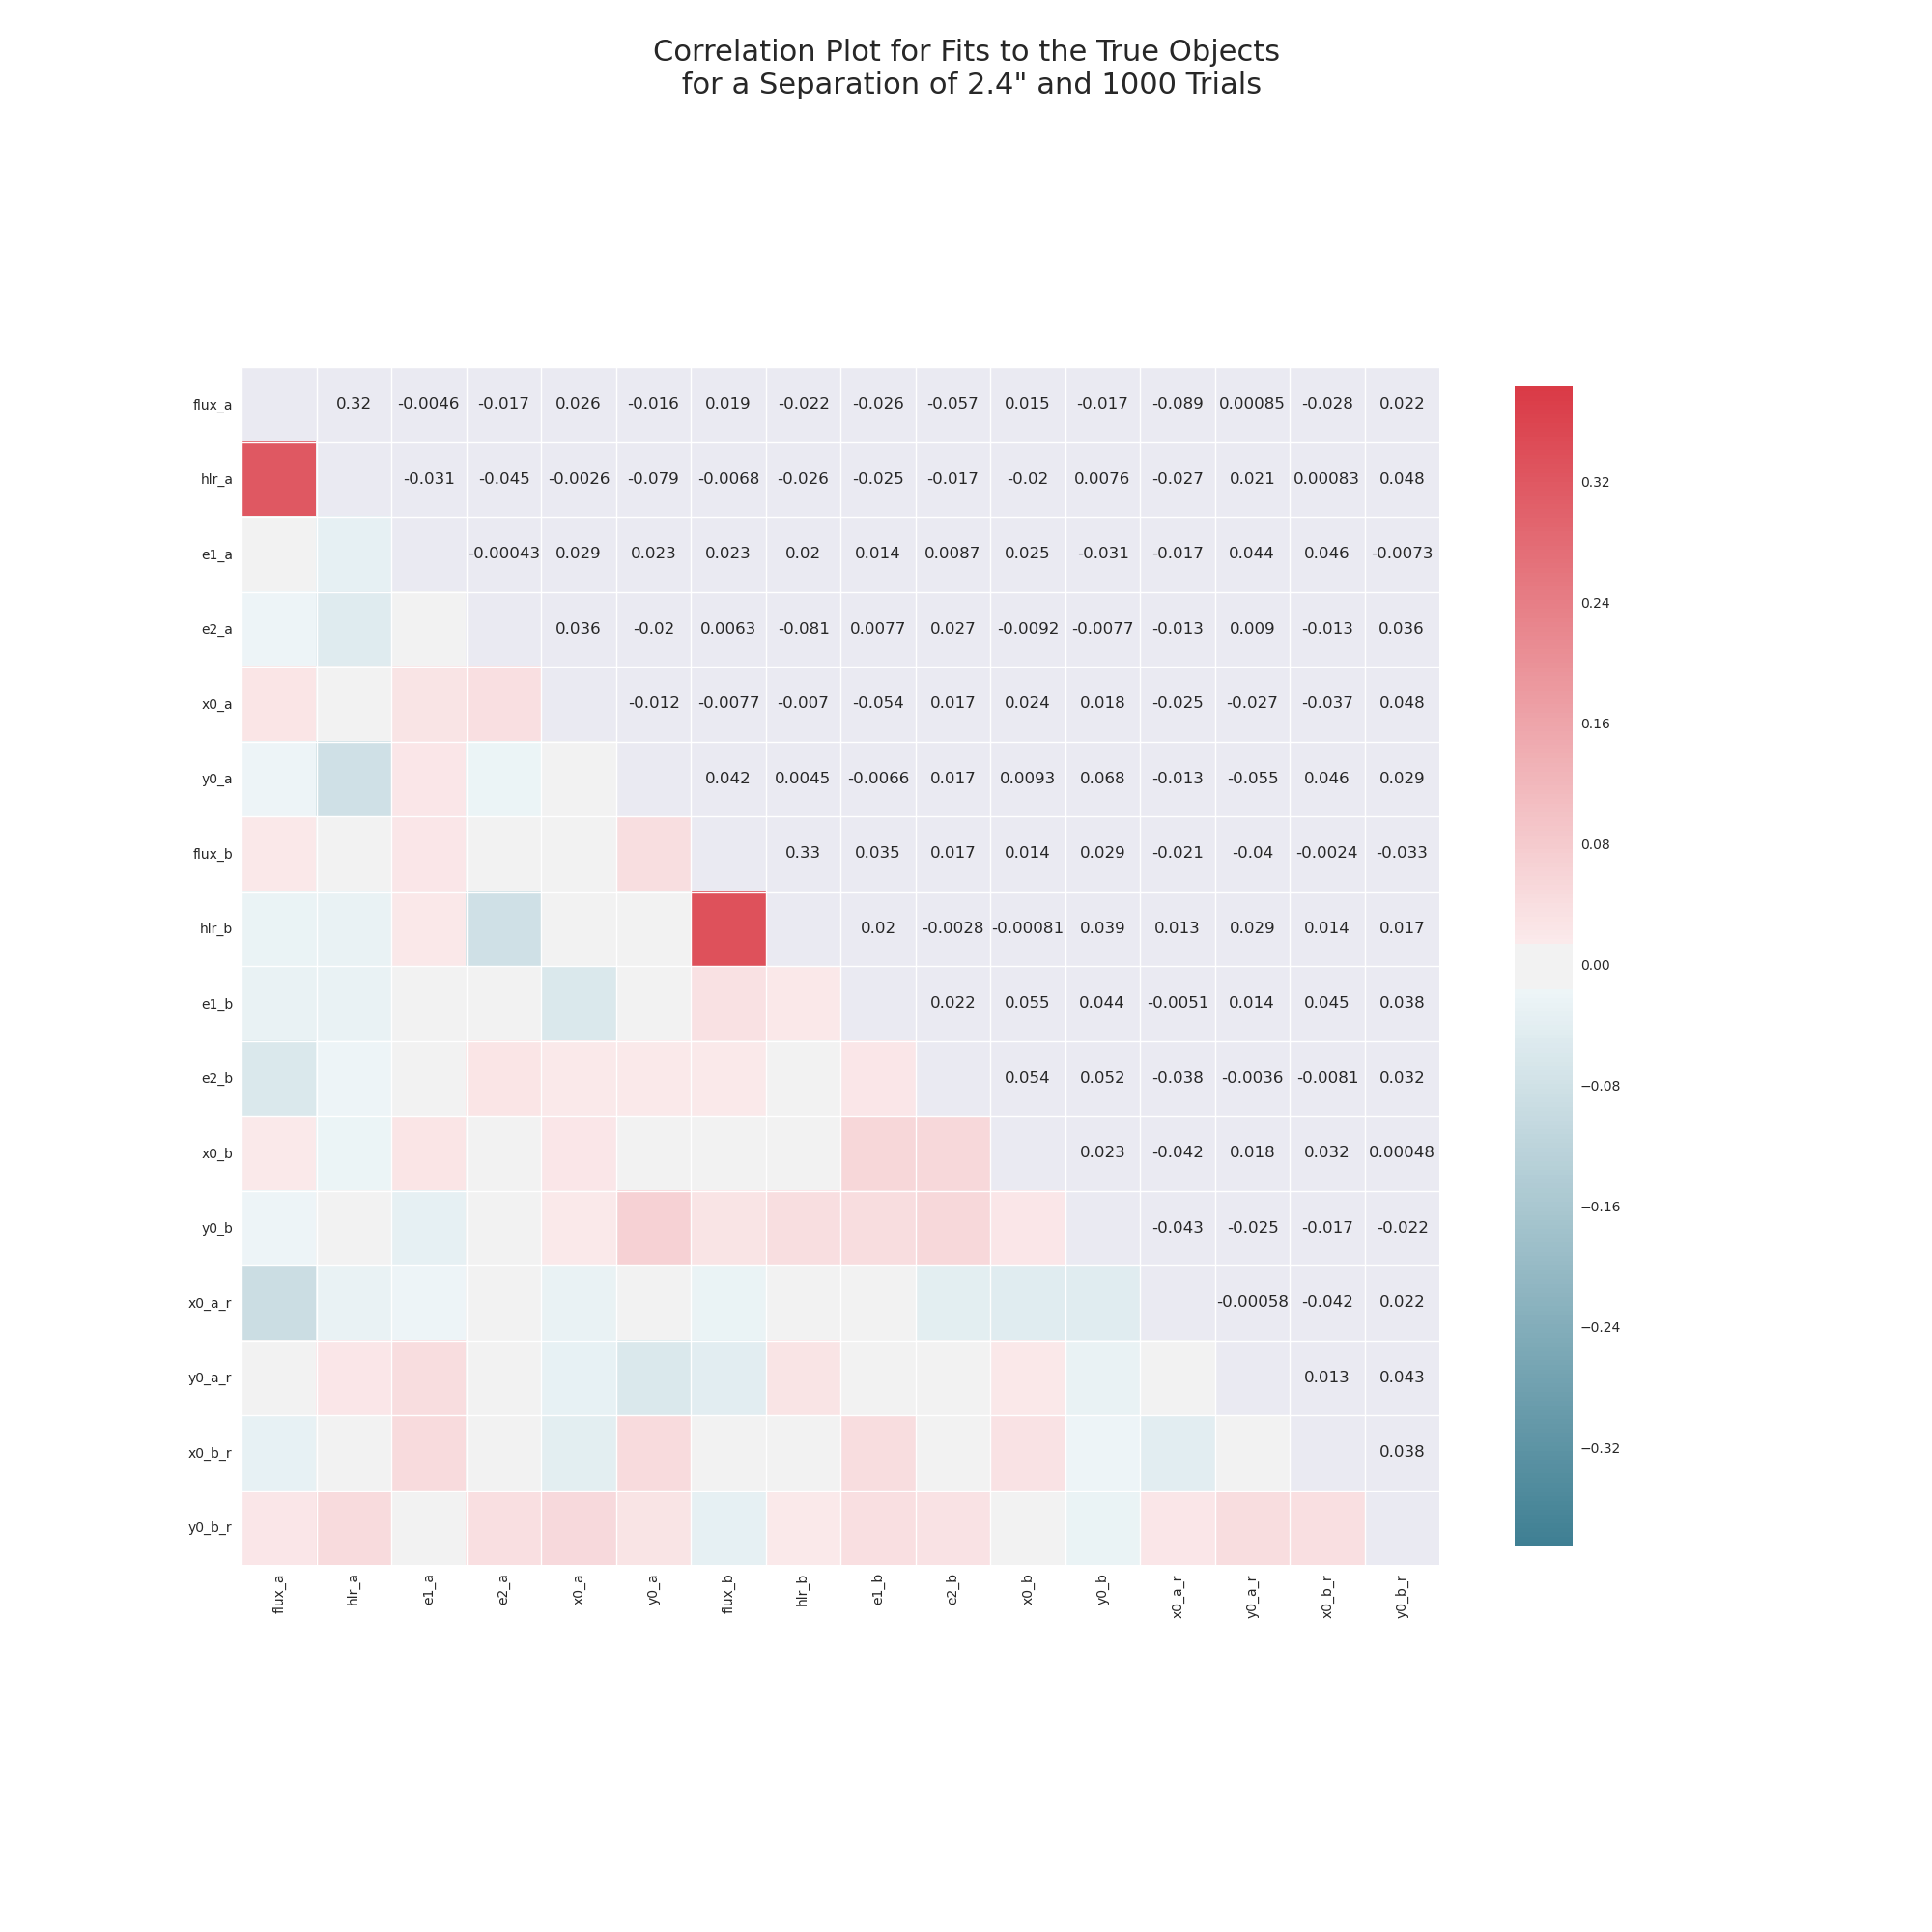 Correlation Plot for Fits to the True Objects
for a Separation of 2.4" and 1000 Trials
flux_a 0.32 -0.0046 -0.017 0.026 -0.016 0.019 -0.022 -0.026 -0.057 0.015 -0.017 -0.089 0.00085 -0.028 0.022
hlr_a -0.031 -0.045 -0.0026 -0.079 -0.0068 -0.026 -0.025 -0.017 -0.02 0.0076 -0.027 0.021 0.00083 0.048
e1_a -0.00043 0.029 0.023 0.023 0.02 0.014 0.0087 0.025 -0.031 -0.017 0.044 0.046 -0.0073
e2_a 0.036 -0.02 0.0063 -0.081 0.0077 0.027 -0.0092 -0.0077 -0.013 0.009 -0.013 0.036
x0_a -0.012 -0.0077 -0.007 -0.054 0.017 0.024 0.018 -0.025 -0.027 -0.037 0.048
y0_a 0.042 0.0045 -0.0066 0.017 0.0093 0.068 -0.013 -0.055 0.046 0.029
flux_b 0.33 0.035 0.017 0.014 0.029 -0.021 -0.04 -0.0024 -0.033
hlr_b 0.02 -0.0028 -0.00081 0.039 0.013 0.029 0.014 0.017
e1_b 0.022 0.055 0.044 -0.0051 0.014 0.045 0.038
e2_b 0.054 0.052 -0.038 -0.0036 -0.0081 0.032
x0_b 0.023 -0.042 0.018 0.032 0.00048
y0_b -0.043 -0.025 -0.017 -0.022
x0_a_r -0.00058 -0.042 0.022
y0_a_r 0.013 0.043
x0_b_r 0.038
y0_b_r
flux_a hlr_a e1_a e2_a x0_a y0_a flux_b hlr_b e1_b e2_b x0_b y0_b x0_a_r y0_a_r x0_b_r y0_b_r
0.32
0.24
0.16
0.08
0.00
−0.08
−0.16
−0.24
−0.32